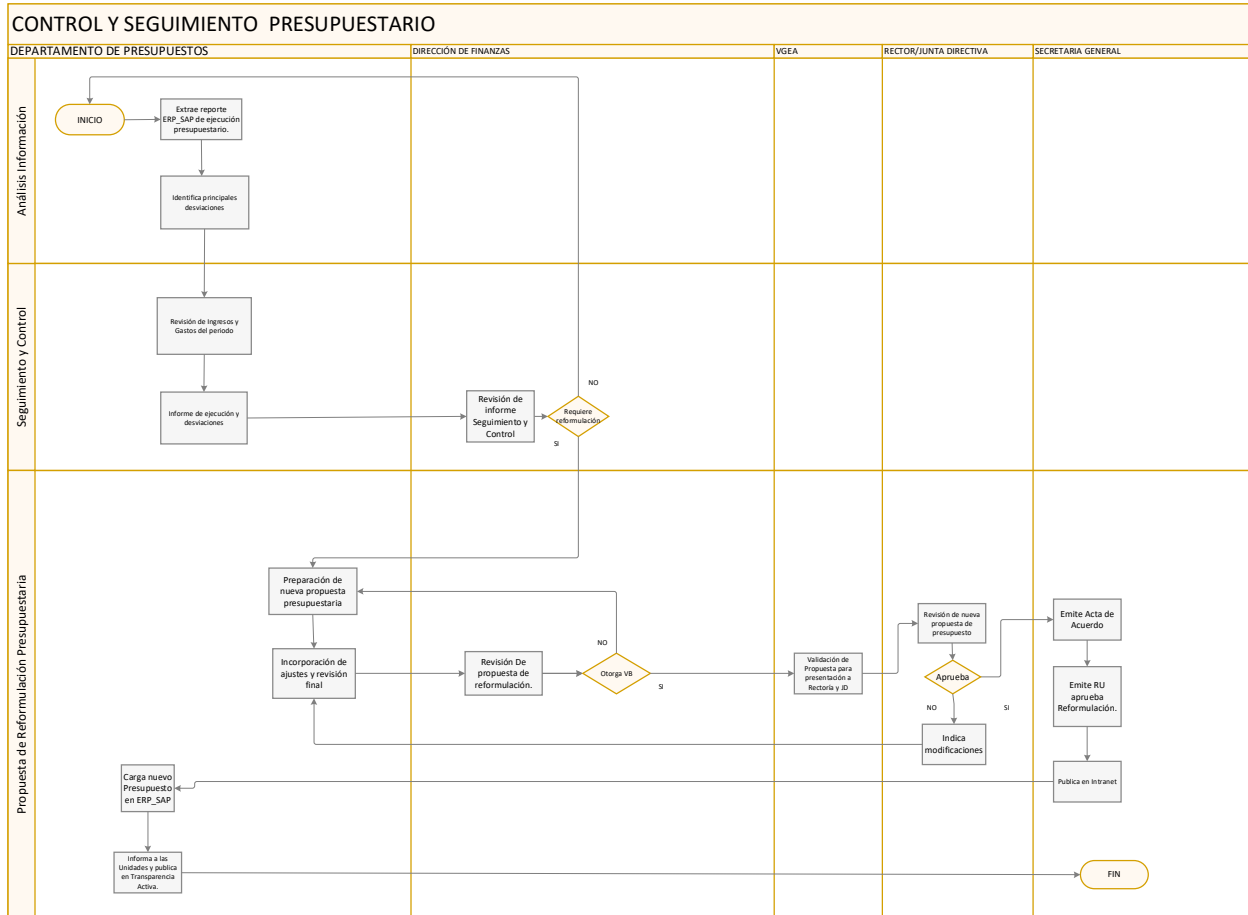 CONTROL Y SEGUIMIENTO  PRESUPUESTARIO
DEPARTAMENTO DE PRESUPUESTOS
DIRECCIÓN DE FINANZAS
VGEA
RECTOR/JUNTA DIRECTIVA
SECRETARIA GENERAL
Análisis Información
INICIO
Extrae reporte
ERP_SAP de ejecución
presupuestario.
Identifica principales
desviaciones
Seguimiento y Control
Revisión de Ingresos y
Gastos del periodo
Informe de ejecución y
desviaciones
Revisión de
informe
Seguimiento y
Control
Requiere
reformulación
NO
SI
Propuesta de Reformulación Presupuestaria
Preparación de
nueva propuesta
presupuestaria
Incorporación de
ajustes y revisión
final
Revisión De
propuesta de
reformulación.
NO
Otorga VB
SI
Validación de
Propuesta para
presentación a
Rectoría y JD
Revisión de nueva
propuesta de
presupuesto
Aprueba
NO
SI
Indica
modificaciones
Emite Acta de
Acuerdo
Emite RU
aprueba
Reformulación.
Publica en Intranet
Carga nuevo
Presupuesto
en ERP_SAP
Informa a las
Unidades y publica
en Transparencia
Activa.
FIN